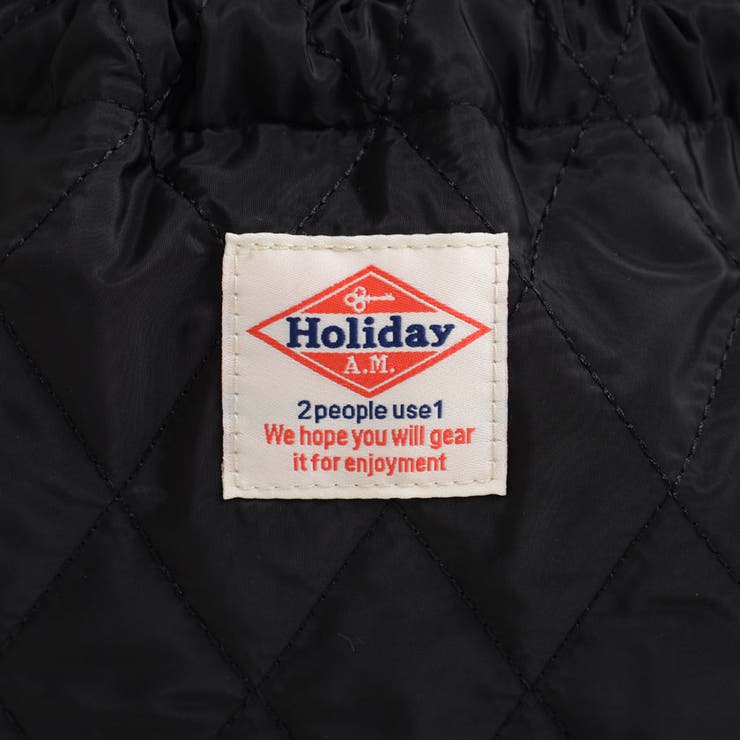 Holiday
A.M.
2people use1
We hope you will gear
it for enjoyment